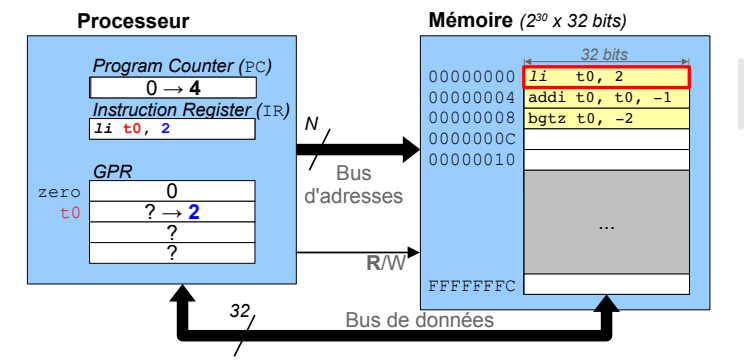 Processeur
Program Counter (PC)
0 → 4
Instruction Register (IR)
li t0, 2
GPR
zero 0
t0 ? → 2
?
?
N
Bus
d'adresses
R/W
32
Bus de données
Mémoire (2³⁰ x 32 bits)
32 bits
00000000 li t0, 2
00000004 addi t0, t0, -1
00000008 bgtz t0, -2
0000000C
00000010
...
FFFFFFFC